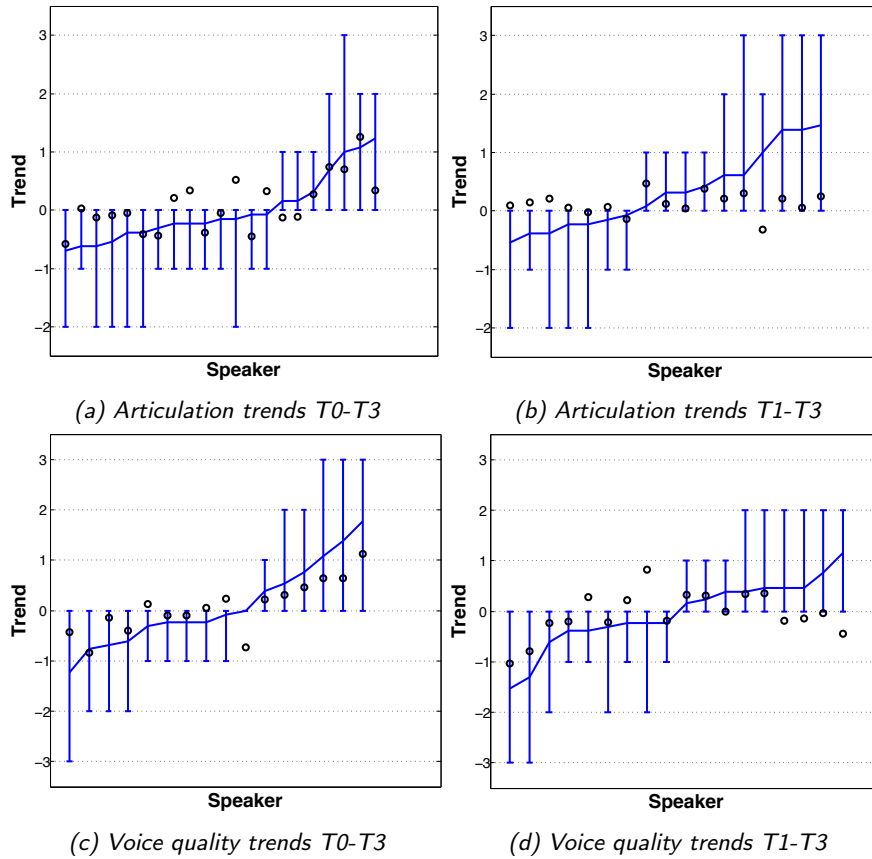 3
2
1
0
−1
−2
Trend
Speaker
(a) Articulation trends T0-T3
3
2
1
0
−1
−2
Trend
Speaker
(b) Articulation trends T1-T3
3
2
1
0
−1
−2
−3
Trend
Speaker
(c) Voice quality trends T0-T3
3
2
1
0
−1
−2
−3
Trend
Speaker
(d) Voice quality trends T1-T3